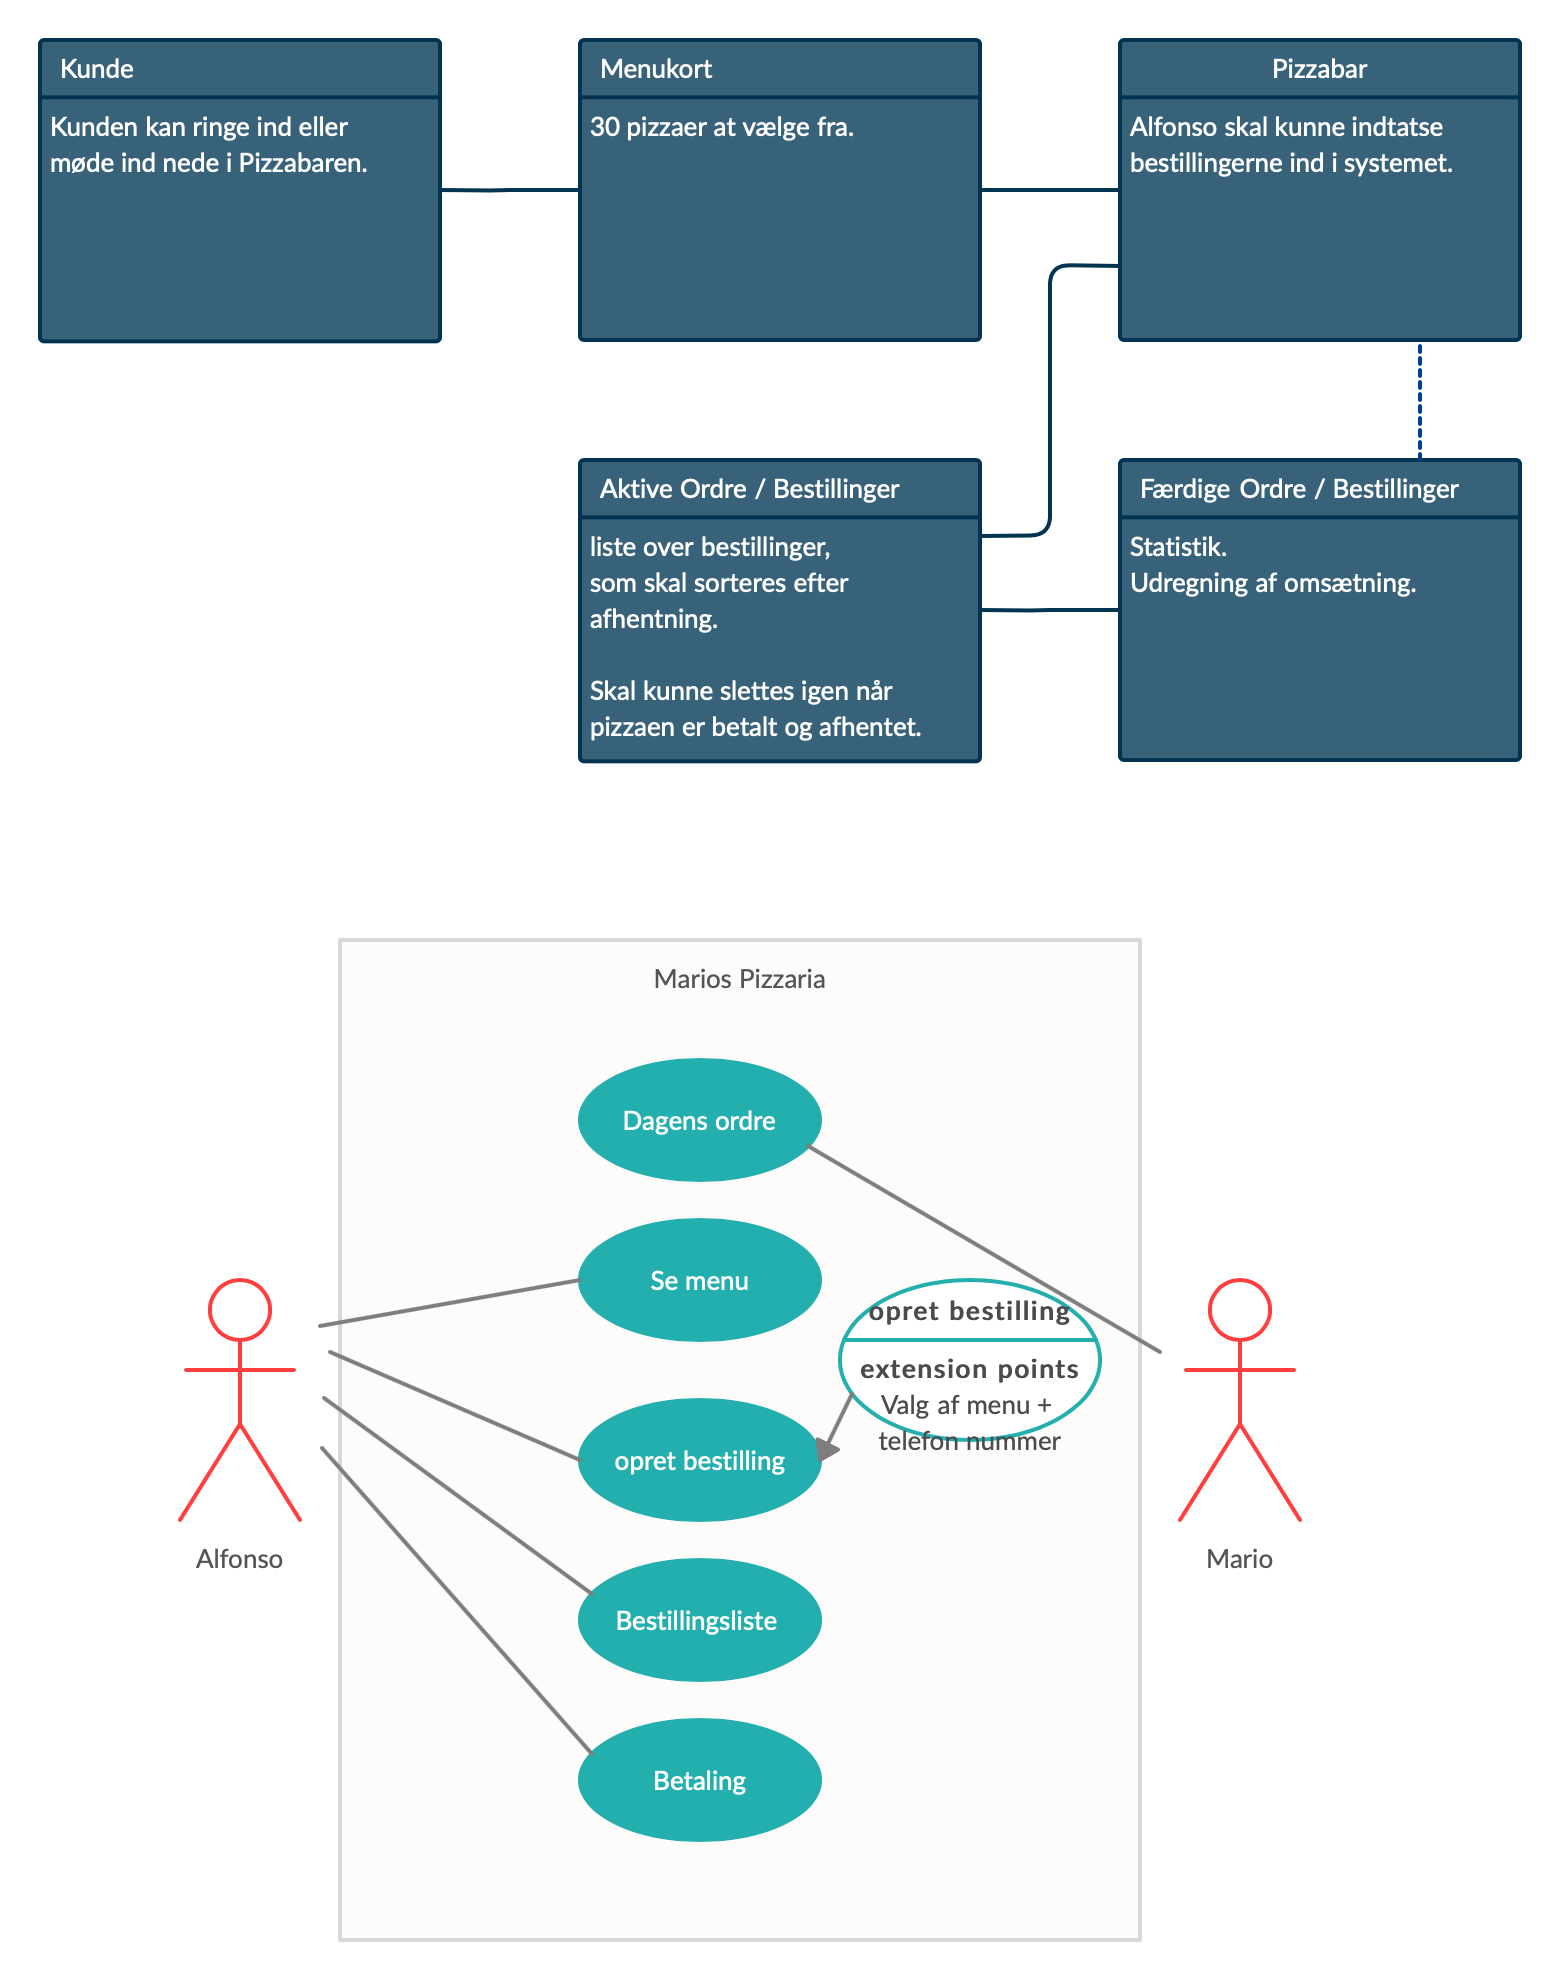 Kunde
Kunden kan ringe ind eller
møde ind nede i Pizzabaren.
Menukort
30 pizzaer at vælge fra.
Pizzabar
Alfonso skal kunne indtatse
bestillingerne ind i systemet.
Aktive Ordre / Bestillinger
liste over bestillinger,
som skal sorteres efter
afhentning.
Skal kunne slettes igen når
pizzaen er betalt og afhentet.
Færdige Ordre / Bestillinger
Statistik.
Udregning af omsætning.
Marios Pizzaria
Dagens ordre
Se menu
opret bestilling
extension points
Valg af menu +
telefon nummer
opret bestilling
Bestillingsliste
Betaling
Alfonso
Mario